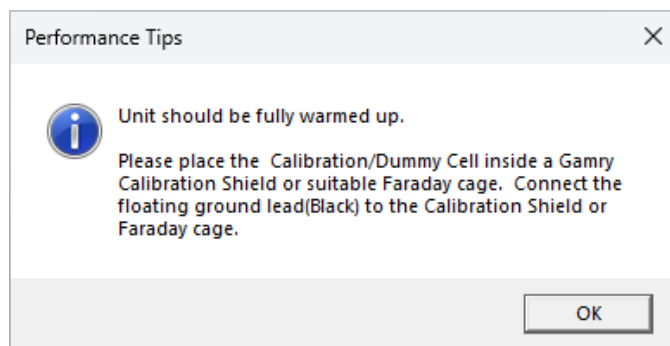 Performance Tips
Unit should be fully warmed up.
Please place the  Calibration/Dummy Cell inside a Gamry
Calibration Shield or suitable Faraday cage.  Connect the
floating ground lead(Black) to the Calibration Shield or
Faraday cage.
OK